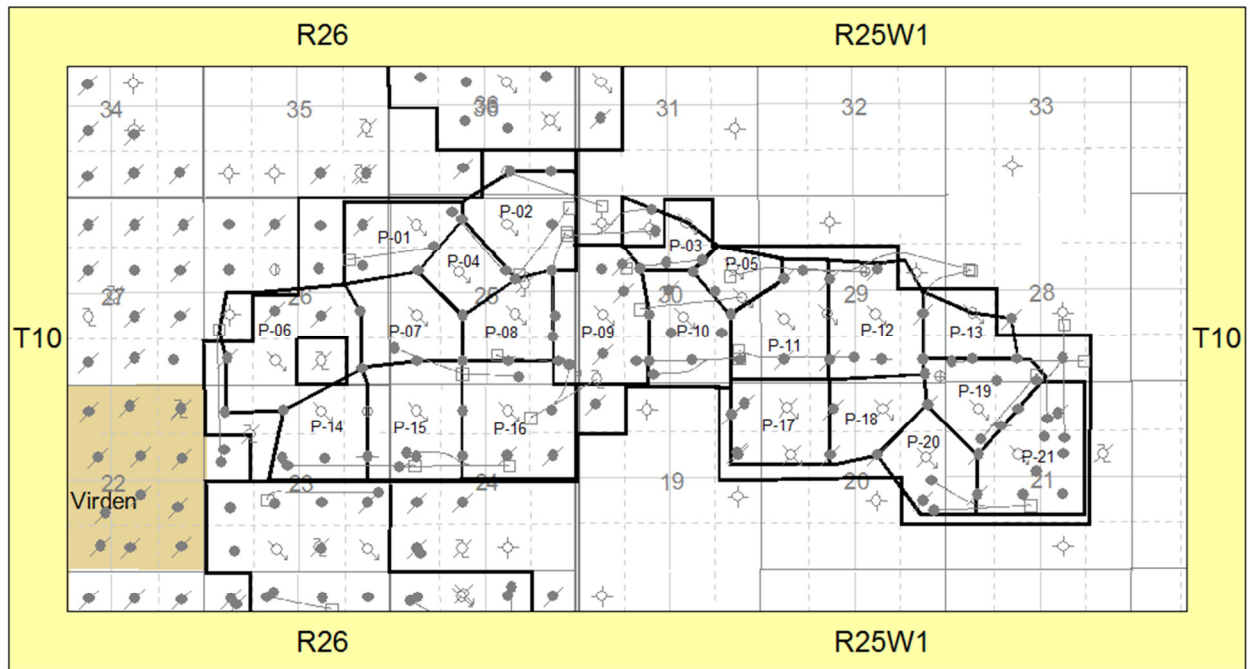 R26 R25W1
34 35 36 31 32 33
P-02
P-01 P-03
P-04 P-05
27 26 25 30 29 28
P-06 P-07 P-08 P-09 P-10 P-11 P-12 P-13
T10 T10
P-14 P-15 P-16 P-17 P-18 P-19
P-20 P-21
22 23 24 19 20 21
Virden
R26 R25W1